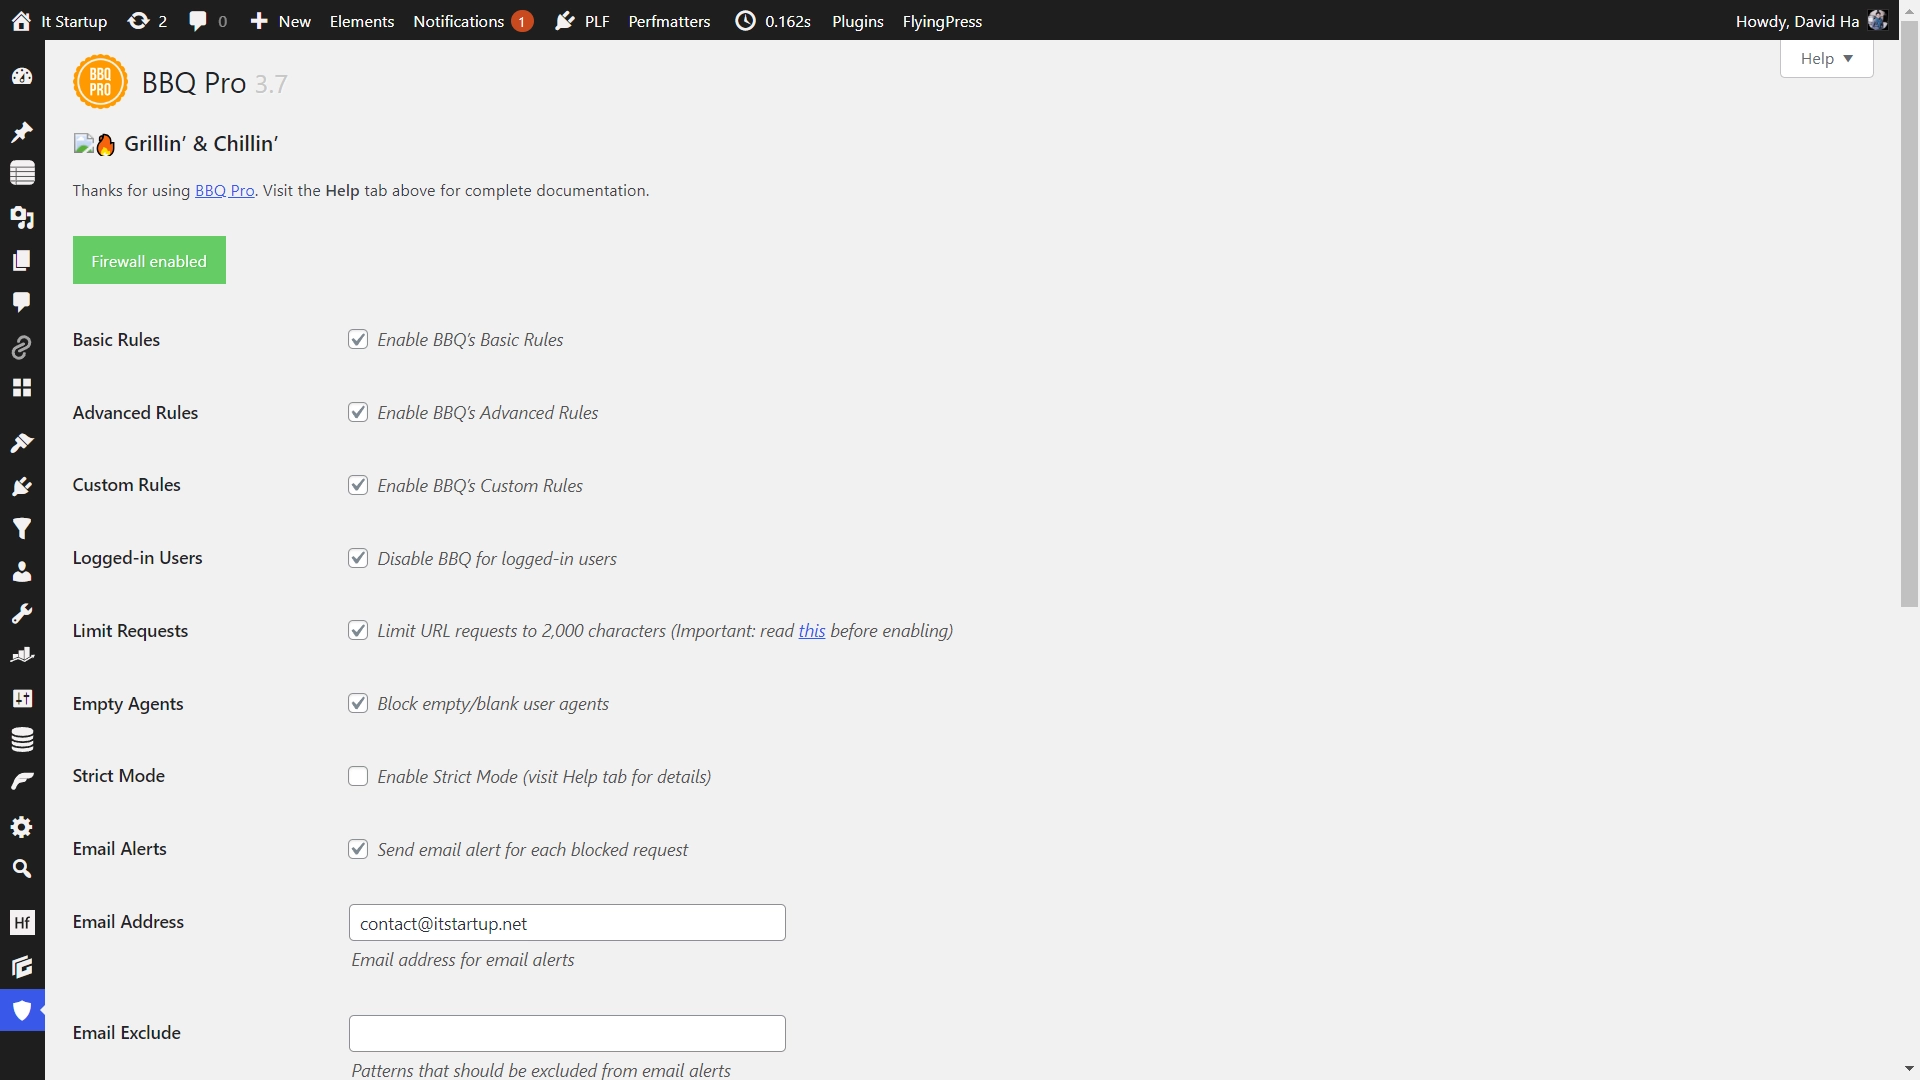 It Startup 2 0 New Elements Notifications 1 PLF Perfmatters 0.162s Plugins FlyingPress Howdy, David Ha
Help
BBQ PRO
BBQ Pro 3.7
Grillin’ & Chillin’
Thanks for using BBQ Pro. Visit the Help tab above for complete documentation.
Firewall enabled
Basic Rules Enable BBQ’s Basic Rules
Advanced Rules Enable BBQ’s Advanced Rules
Custom Rules Enable BBQ’s Custom Rules
Logged-in Users Disable BBQ for logged-in users
Limit Requests Limit URL requests to 2,000 characters (Important: read this before enabling)
Empty Agents Block empty/blank user agents
Strict Mode Enable Strict Mode (visit Help tab for details)
Email Alerts Send email alert for each blocked request
Email Address contact@itstartup.net
Email address for email alerts
Hf
Email Exclude
Patterns that should be excluded from email alerts